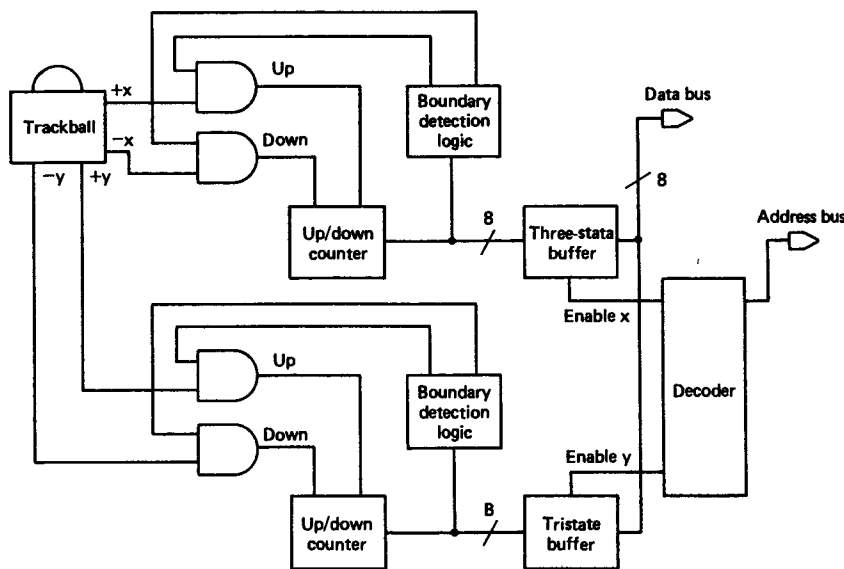 Trackball
+x
−x
−y
+y
Up
Down
Up/down
counter
Boundary
detection
logic
8
Three-stata
buffer
Data bus
8
Address bus
Enable x
Decoder
Enable y
Up
Down
Up/down
counter
Boundary
detection
logic
B
Tristate
buffer